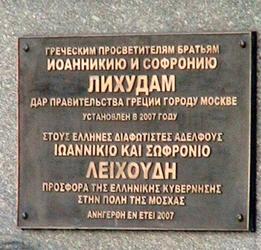 ГРЕЧЕСКИМ ПРОСВЕТИТЕЛЯМ БРАТЬЯМ
ИОАННИКИЮ И СОФРОНИЮ
ЛИХУДАМ
ДАР ПРАВИТЕЛЬСТВА ГРЕЦИИ ГОРОДУ МОСКВЕ
УСТАНОВЛЕН В 2007 ГОДУ
ΣΤΟΥΣ ΕΛΛΗΝΕΣ ΔΙΑΦΩΤΙΣΤΕΣ ΑΔΕΛΦΟΥΣ
ΙΩΑΝΝΙΚΙΟ ΚΑΙ ΣΩΦΡΟΝΙΟ
ΛΕΙΧΟΥΔΗ
ΠΡΟΣΦΟΡΑ ΤΗΣ ΕΛΛΗΝΙΚΗΣ ΚΥΒΕΡΝΗΣΗΣ
ΣΤΗΝ ΠΟΛΗ ΤΗΣ ΜΟΣΧΑΣ
ΑΝΗΓΕΡΘΗ ΕΝ ΕΤΕΙ 2007